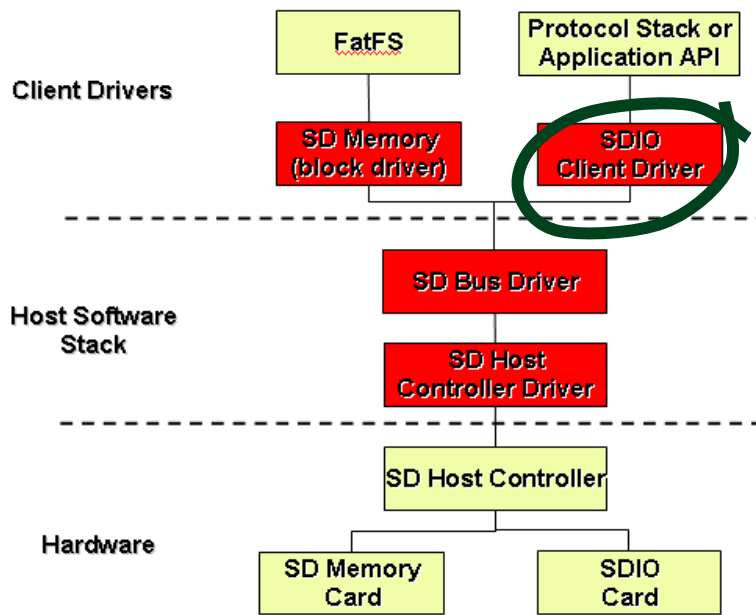 FatFS
Protocol Stack or
Application API
Client Drivers
SD Memory
(block driver)
SDIO
Client Driver
SD Bus Driver
Host Software
Stack
SD Host
Controller Driver
SD Host Controller
Hardware
SD Memory
Card
SDIO
Card